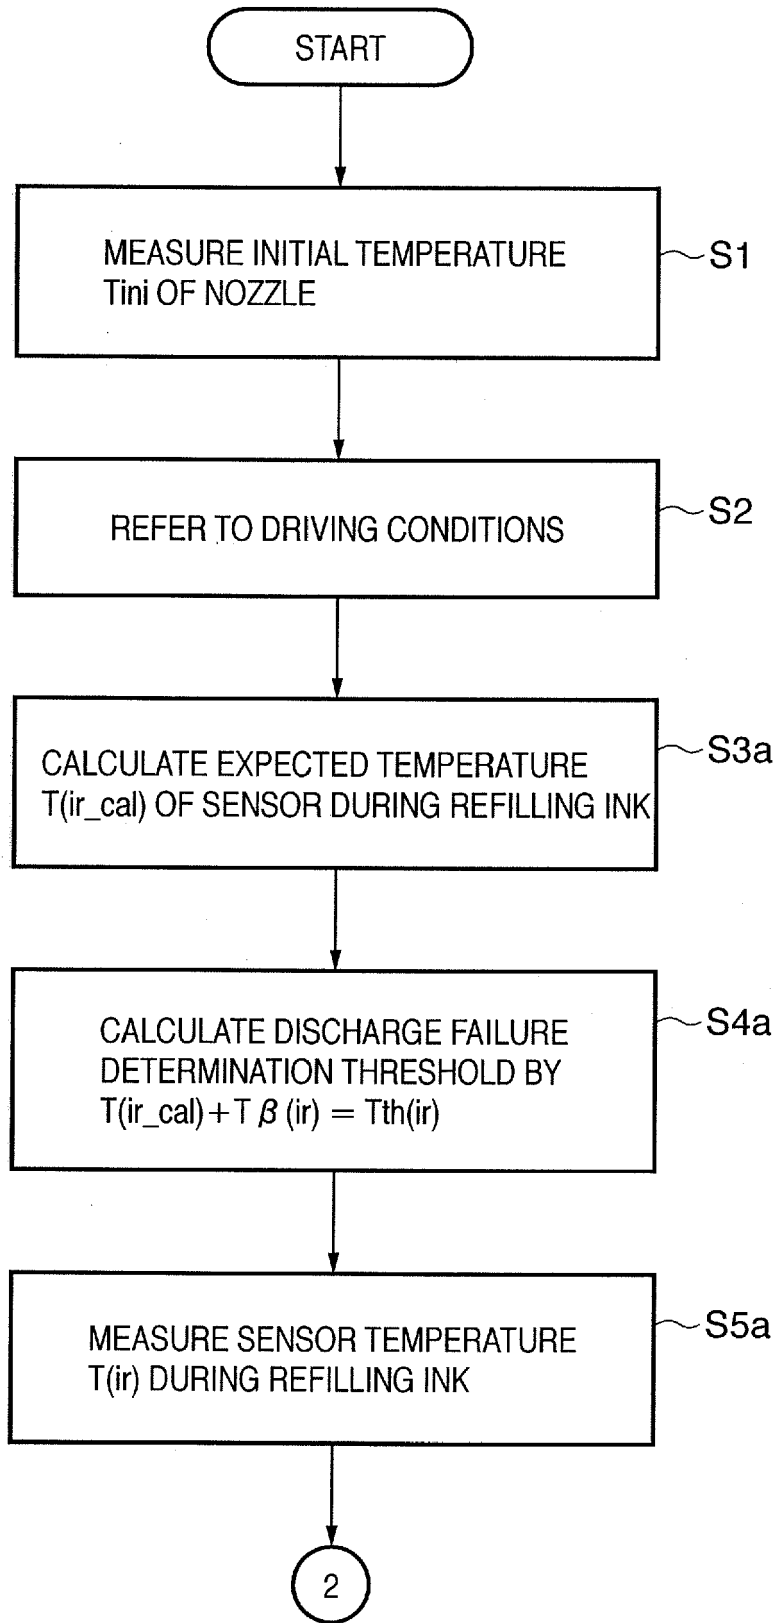 START
MEASURE INITIAL TEMPERATURE
Tini OF NOZZLE
S1
REFER TO DRIVING CONDITIONS
S2
CALCULATE EXPECTED TEMPERATURE
T(ir_cal) OF SENSOR DURING REFILLING INK
S3a
CALCULATE DISCHARGE FAILURE
DETERMINATION THRESHOLD BY
T(ir_cal)+T β (ir) = Tth(ir)
S4a
MEASURE SENSOR TEMPERATURE
T(ir) DURING REFILLING INK
S5a
2